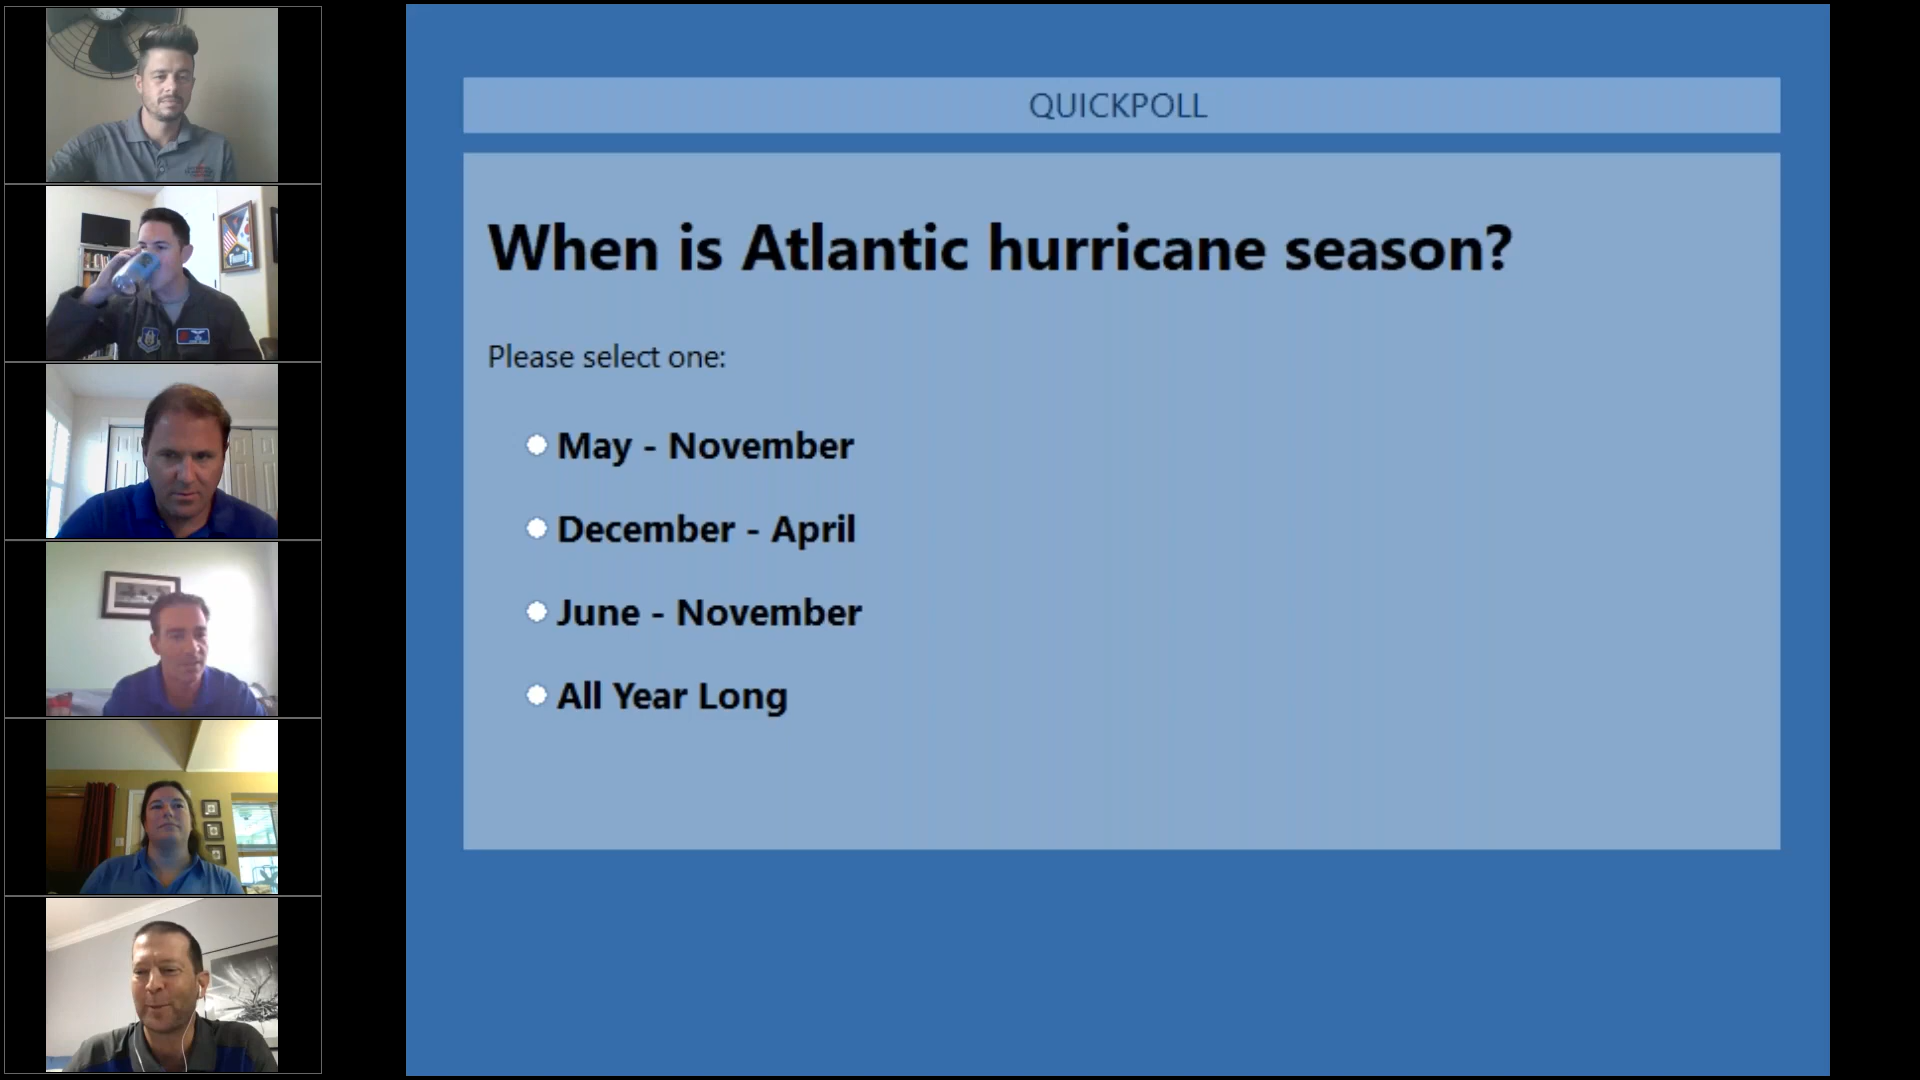 QUICKPOLL
When is Atlantic hurricane season?
Please select one:
May - November
December - April
June - November
All Year Long